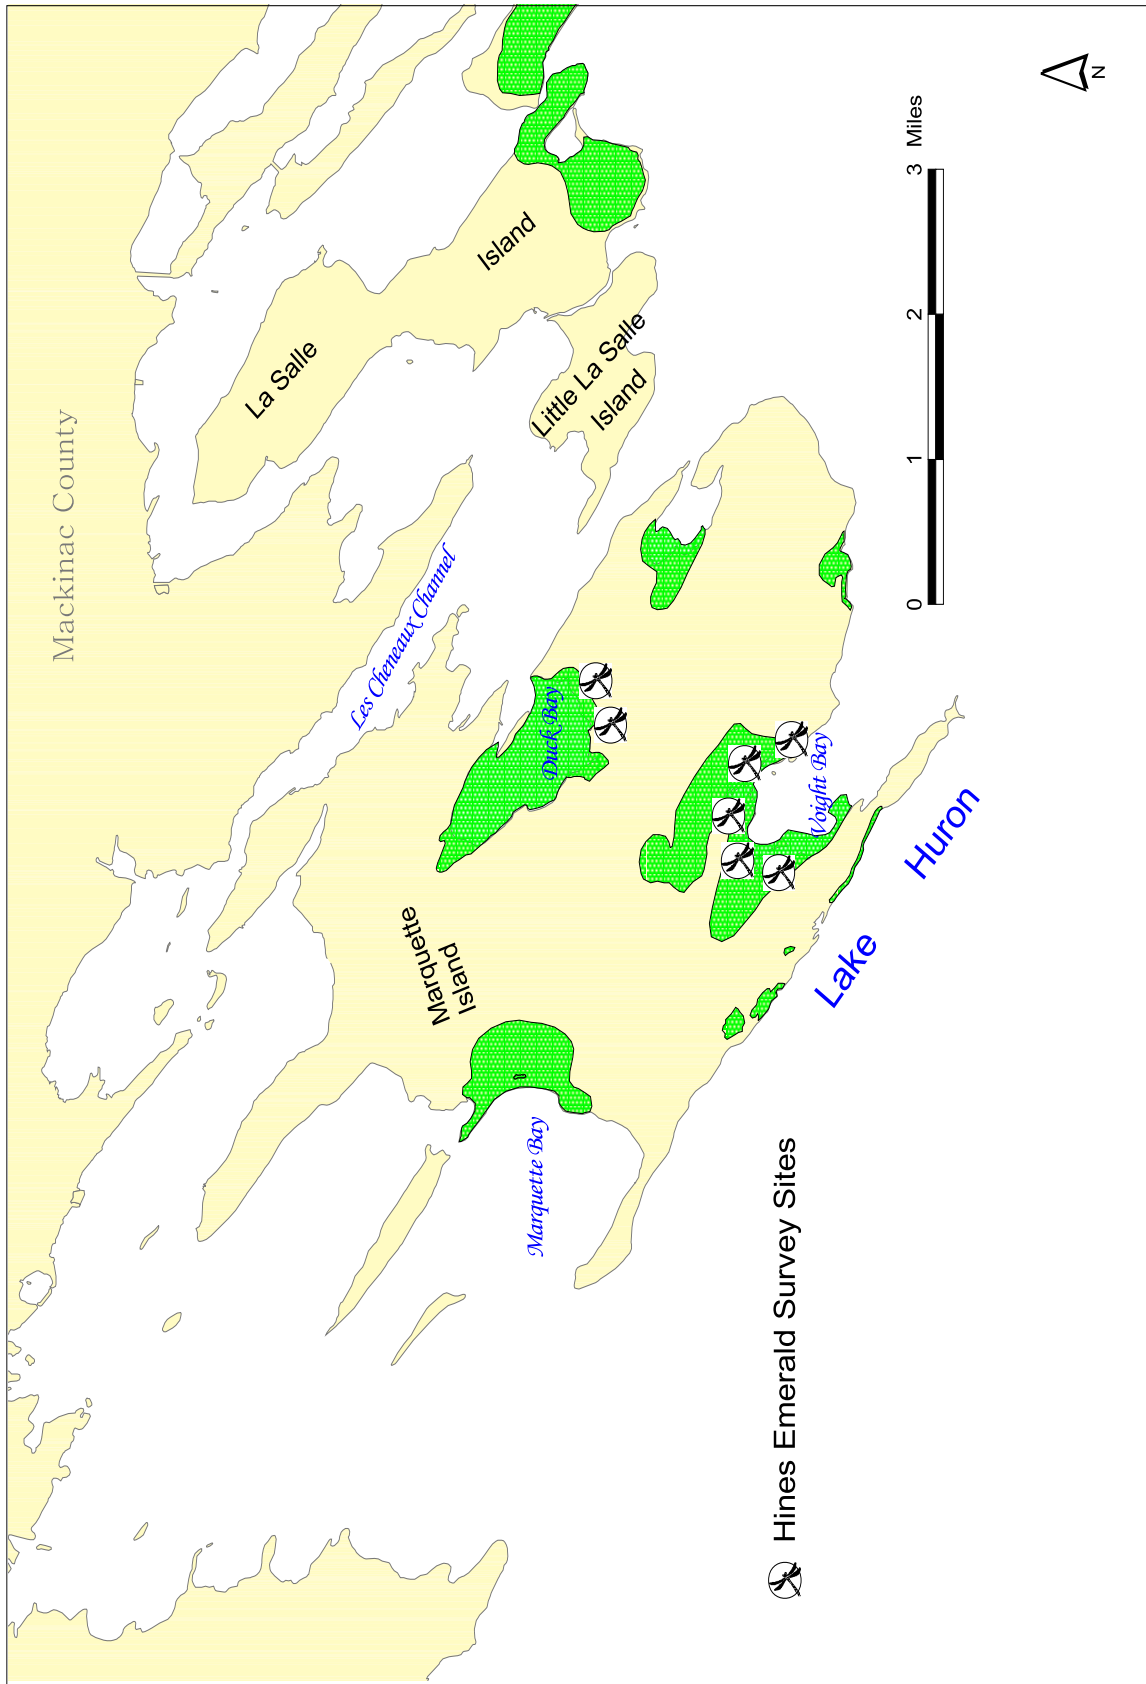 Mackinac County
La Salle
Island
Little La Salle
Island
Les Cheneaux Channel
Duck Bay
Marquette
Island
Voight Bay
Marquette Bay
Lake
Huron
Hines Emerald Survey Sites
0
1
2
3
Miles
N